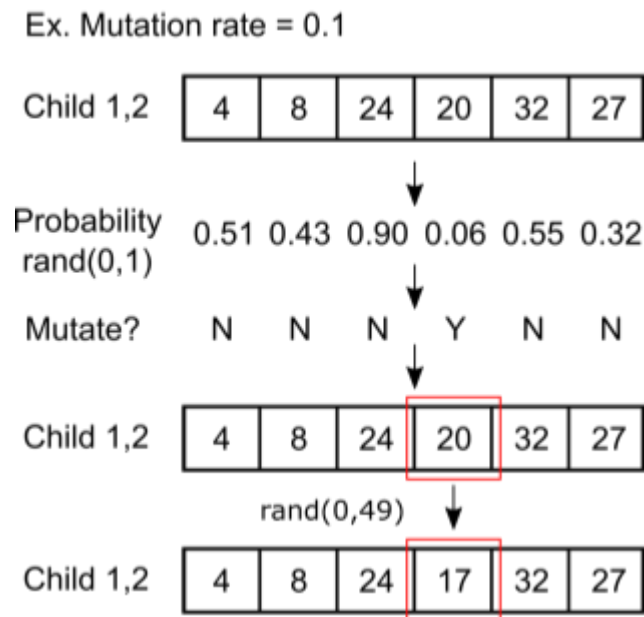 Ex. Mutation rate = 0.1
Child 1,2 4 8 24 20 32 27
Probability
rand(0,1) 0.51 0.43 0.90 0.06 0.55 0.32
Mutate? N N N Y N N
Child 1,2 4 8 24 20 32 27
rand(0,49)
Child 1,2 4 8 24 17 32 27